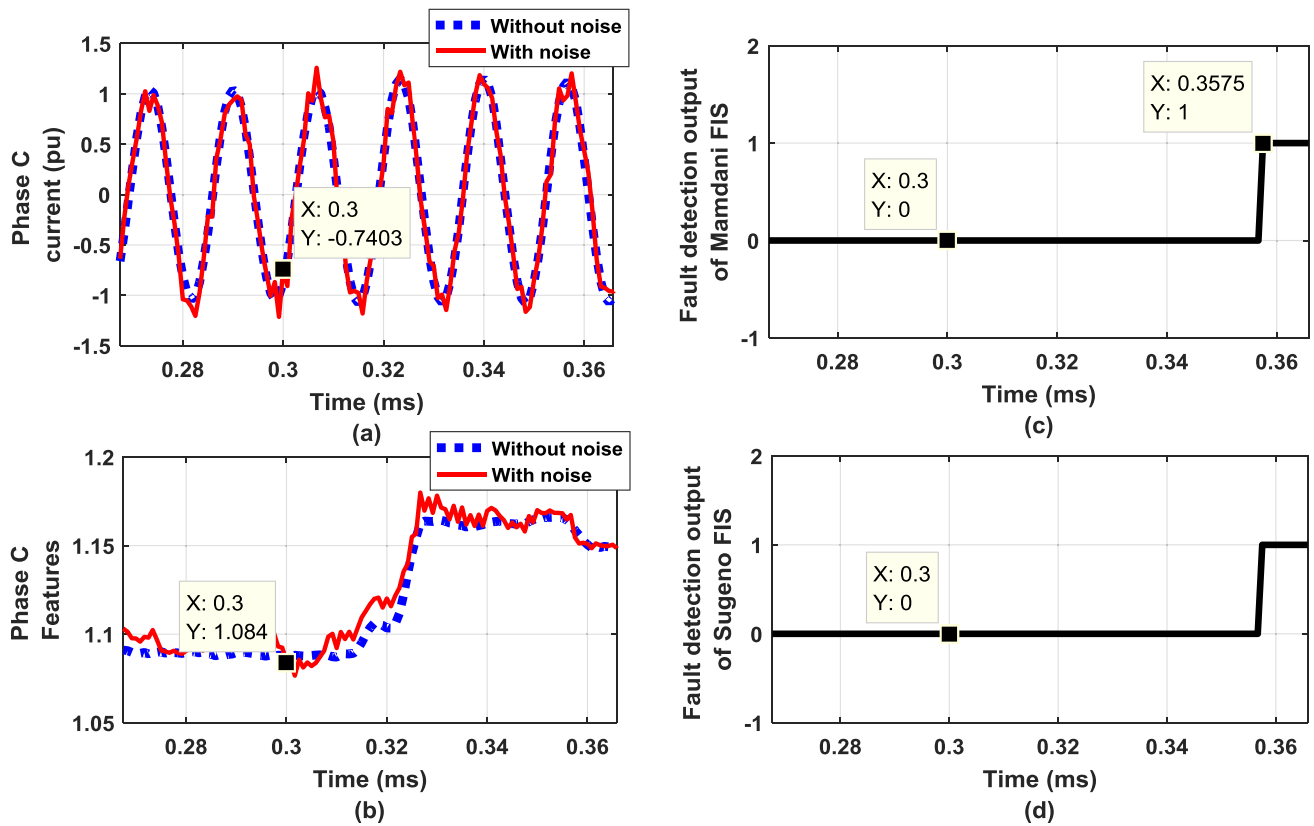 Without noise
With noise
1.5
1
0.5
0
-0.5
-1
-1.5
Phase C
current (pu)
X: 0.3
Y: -0.7403
0.28
0.3
0.32
0.34
0.36
Time (ms)
(a)
2
1
0
-1
Fault detection output
of Mamdani FIS
X: 0.3
Y: 0
X: 0.3575
Y: 1
0.28
0.3
0.32
0.34
0.36
Time (ms)
(c)
Without noise
With noise
1.2
1.15
1.1
1.05
Phase C
Features
X: 0.3
Y: 1.084
0.28
0.3
0.32
0.34
0.36
Time (ms)
(b)
2
1
0
-1
Fault detection output
of Sugeno FIS
X: 0.3
Y: 0
0.28
0.3
0.32
0.34
0.36
Time (ms)
(d)